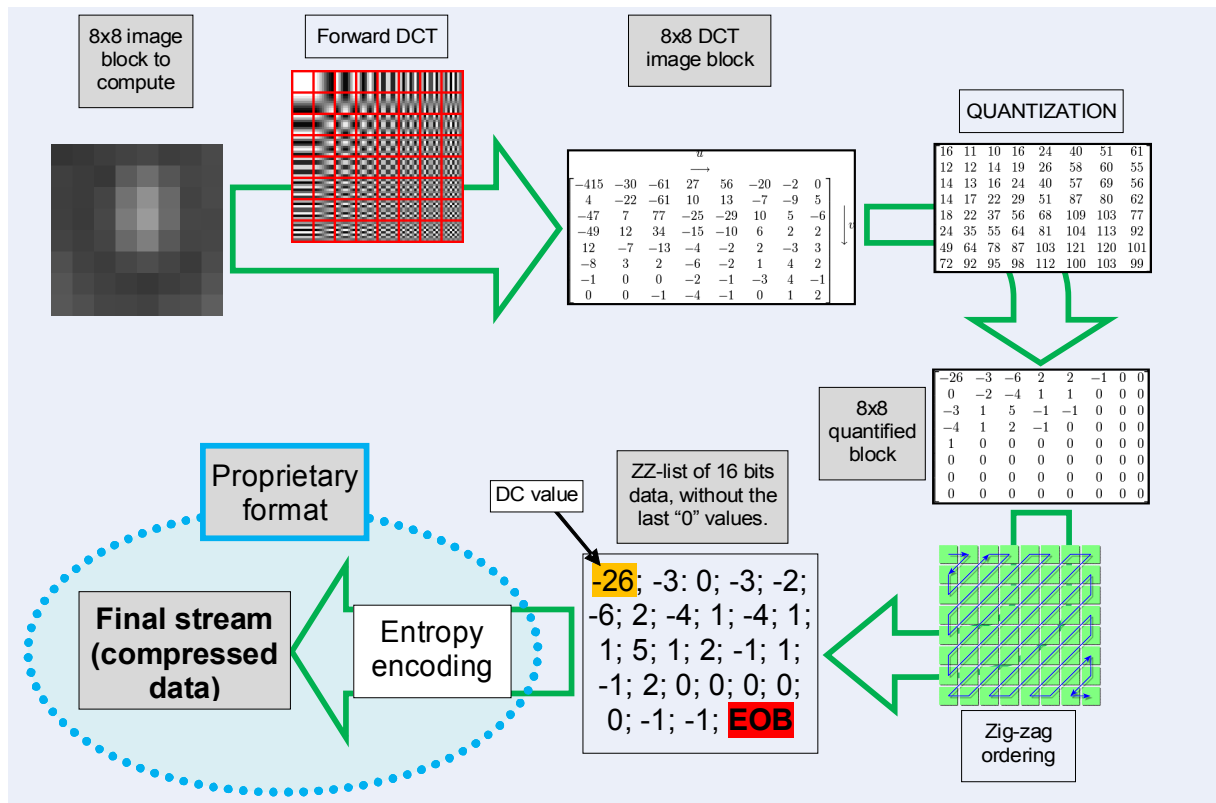 8x8 image
block to
compute
Forward DCT
8x8 DCT
image block
QUANTIZATION
u
⟶
−415 −30 −61 27 56 −20 −2 0
4 −22 −61 10 13 −7 −9 5
−47 7 77 −25 −29 10 5 −6
−49 12 34 −15 −10 6 2 2
12 −7 −13 −4 −2 2 −3 3
−8 3 2 −6 −2 1 4 2
−1 0 0 −2 −1 −3 4 −1
0 0 −1 −4 −1 0 1 2
16 11 10 16 24 40 51 61
12 12 14 19 26 58 60 55
14 13 16 24 40 57 69 56
14 17 22 29 51 87 80 62
18 22 37 56 68 109 103 77
24 35 55 64 81 104 113 92
49 64 78 87 103 121 120 101
72 92 95 98 112 100 103 99
8x8
quantified
block
−26 −3 −6 2 2 −1 0 0
0 −2 −4 1 1 0 0 0
−3 1 5 −1 −1 0 0 0
−4 1 2 −1 0 0 0 0
1 0 0 0 0 0 0 0
0 0 0 0 0 0 0 0
0 0 0 0 0 0 0 0
0 0 0 0 0 0 0 0
Zig-zag
ordering
ZZ-list of 16 bits
data, without the
last “0” values.
DC value
-26; -3: 0; -3; -2;
-6; 2; -4; 1; -4; 1;
1; 5; 1; 2; -1; 1;
-1; 2; 0; 0; 0; 0;
0; -1; -1; EOB
Proprietary
format
Entropy
encoding
Final stream
(compressed
data)